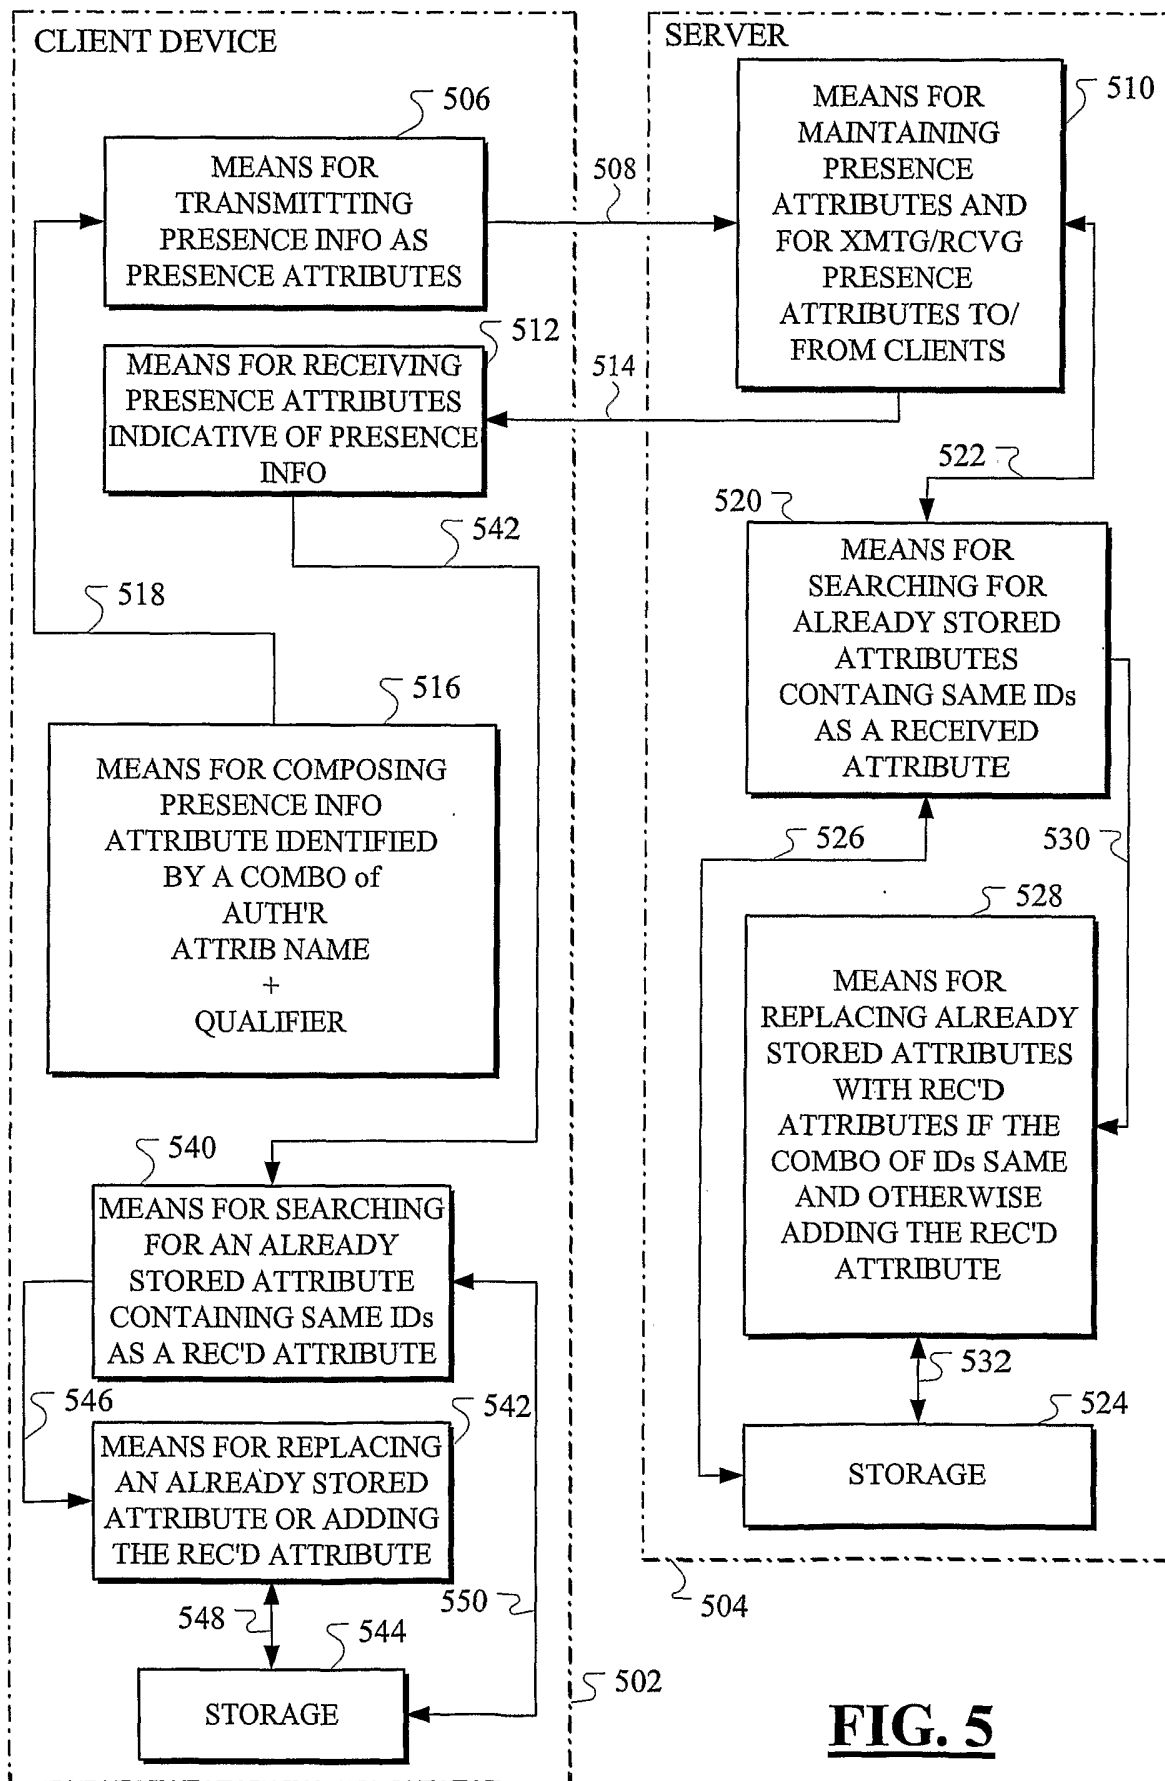 CLIENT DEVICE
506
MEANS FOR
TRANSMITTTING
PRESENCE INFO AS
PRESENCE ATTRIBUTES
508
512
MEANS FOR RECEIVING
PRESENCE ATTRIBUTES
INDICATIVE OF PRESENCE
INFO
514
542
518
516
MEANS FOR COMPOSING
PRESENCE INFO
ATTRIBUTE IDENTIFIED
BY A COMBO of
AUTH'R
ATTRIB NAME
+
QUALIFIER
540
MEANS FOR SEARCHING
FOR AN ALREADY
STORED ATTRIBUTE
CONTAINING SAME IDs
AS A REC'D ATTRIBUTE
546
542
MEANS FOR REPLACING
AN ALREADY STORED
ATTRIBUTE OR ADDING
THE REC'D ATTRIBUTE
548
550
544
STORAGE
502
SERVER
510
MEANS FOR
MAINTAINING
PRESENCE
ATTRIBUTES AND
FOR XMTG/RCVG
PRESENCE
ATTRIBUTES TO/
FROM CLIENTS
522
520
MEANS FOR
SEARCHING FOR
ALREADY STORED
ATTRIBUTES
CONTAING SAME IDs
AS A RECEIVED
ATTRIBUTE
526
530
528
MEANS FOR
REPLACING ALREADY
STORED ATTRIBUTES
WITH REC'D
ATTRIBUTES IF THE
COMBO OF IDs SAME
AND OTHERWISE
ADDING THE REC'D
ATTRIBUTE
532
524
STORAGE
504
FIG. 5